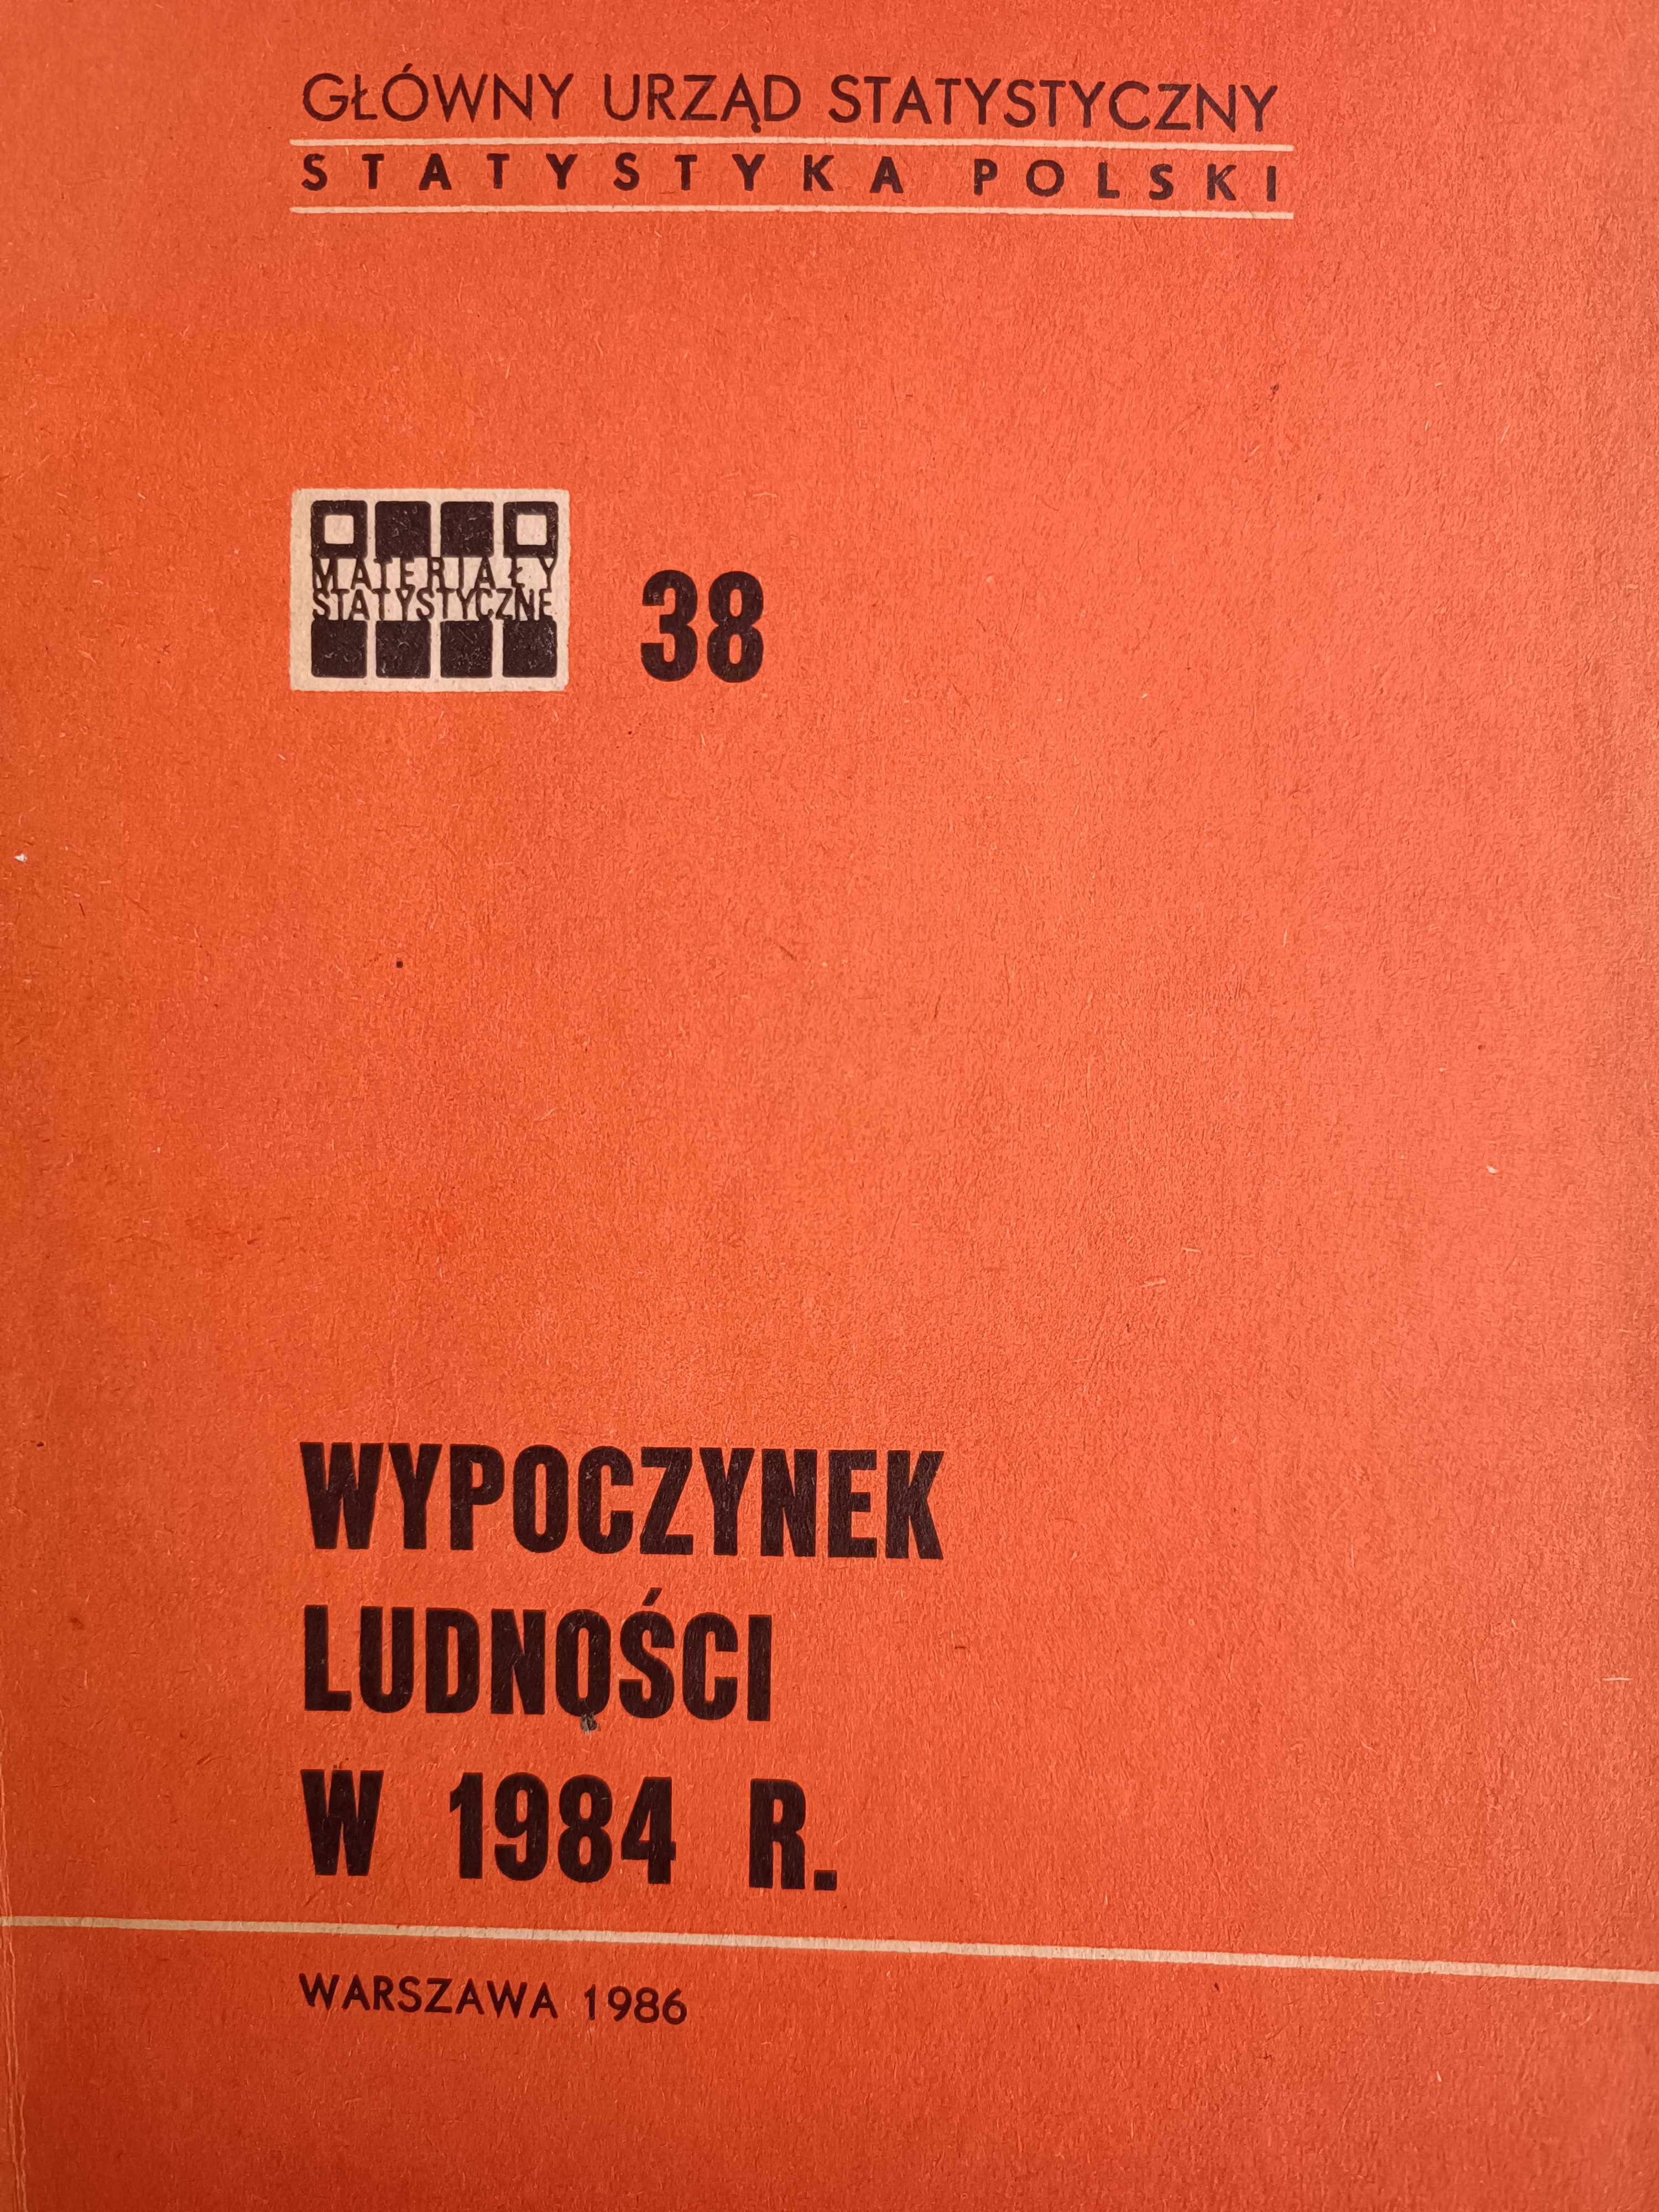 GŁÓWNY URZĄD STATYSTYCZNY
STATYSTYKA POLSKI
MATERIAŁY
STATYSTYCZNE
38
WYPOCZYNEK
LUDNOŚCI
W 1984 R.
WARSZAWA 1986